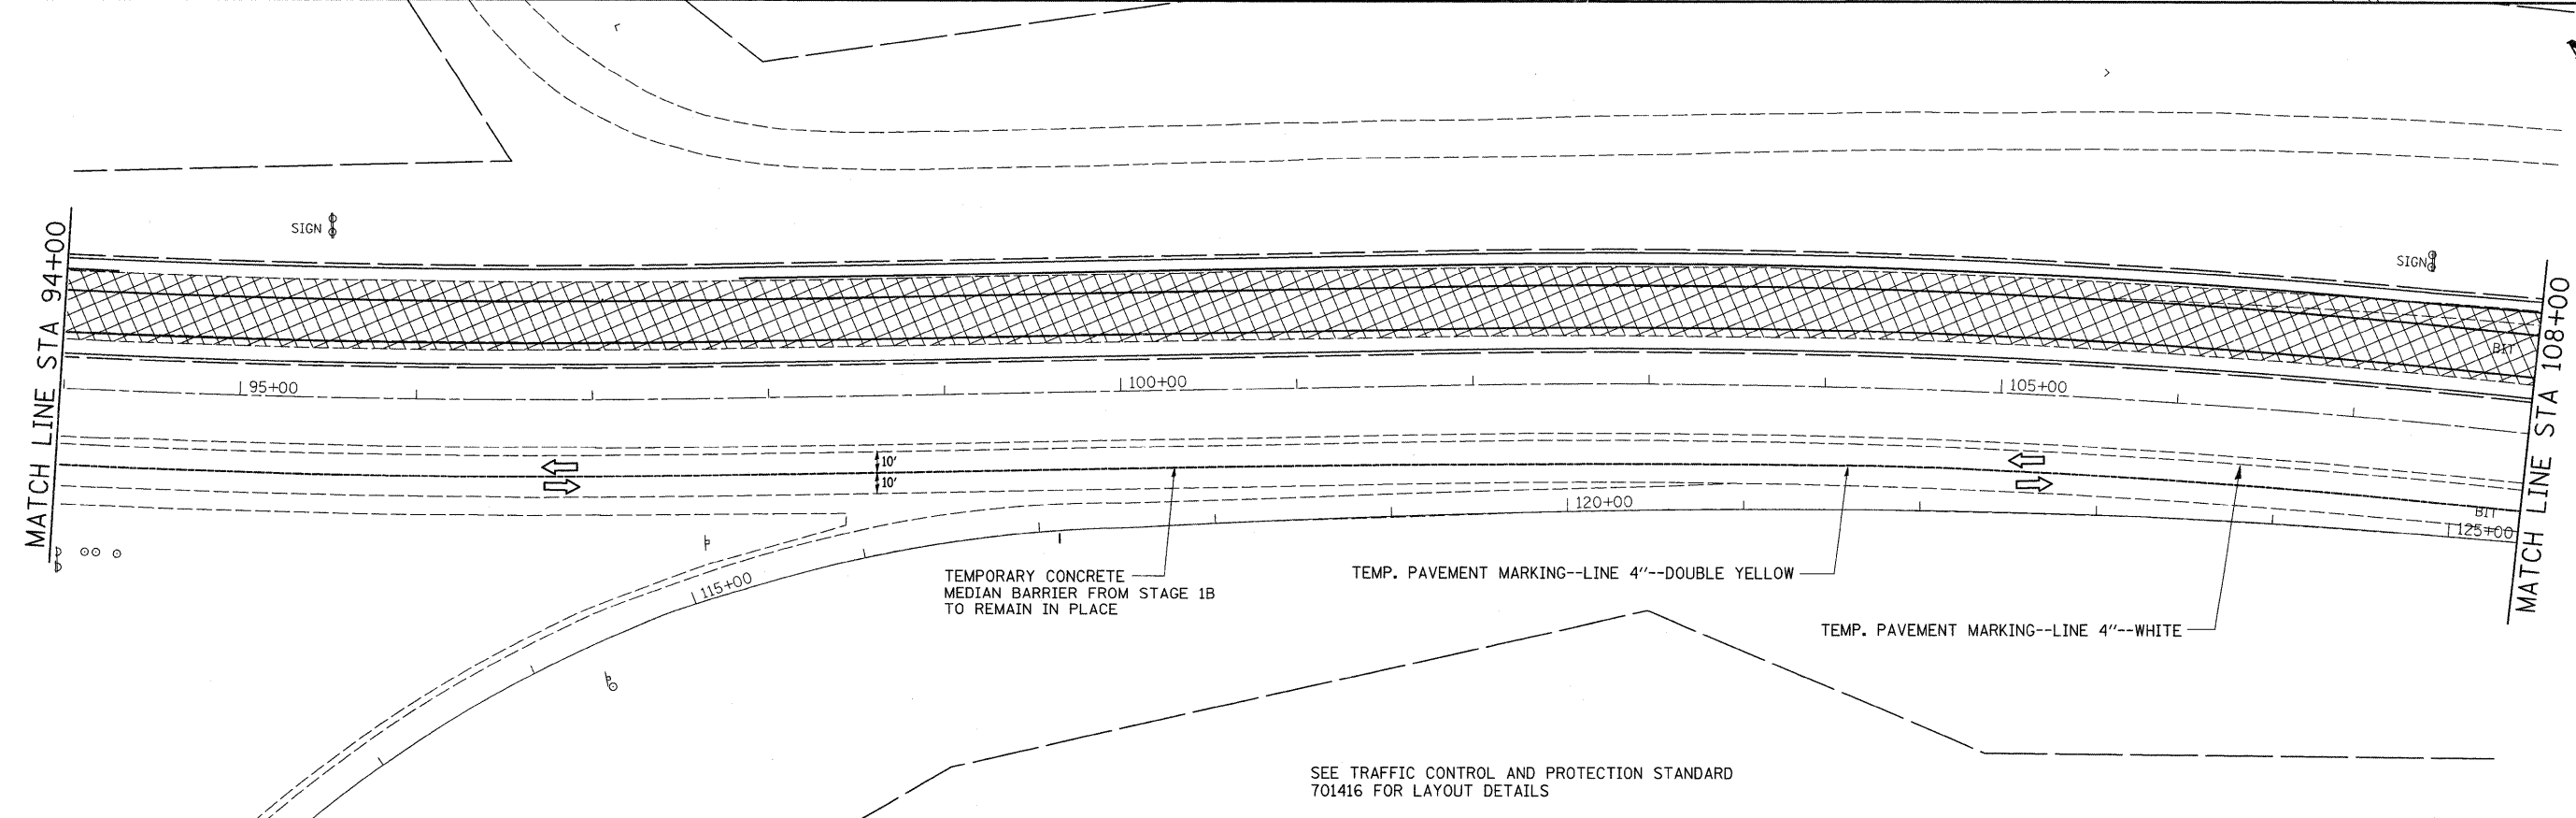 SIGN
SIGN
MATCH LINE STA 94+00
MATCH LINE STA 108+00
BIT
95+00
100+00
105+00
10'
10'
120+00
BIT
125+00
115+00
TEMPORARY CONCRETE
MEDIAN BARRIER FROM STAGE 1B
TO REMAIN IN PLACE
TEMP. PAVEMENT MARKING--LINE 4"--DOUBLE YELLOW
TEMP. PAVEMENT MARKING--LINE 4"--WHITE
SEE TRAFFIC CONTROL AND PROTECTION STANDARD
701416 FOR LAYOUT DETAILS